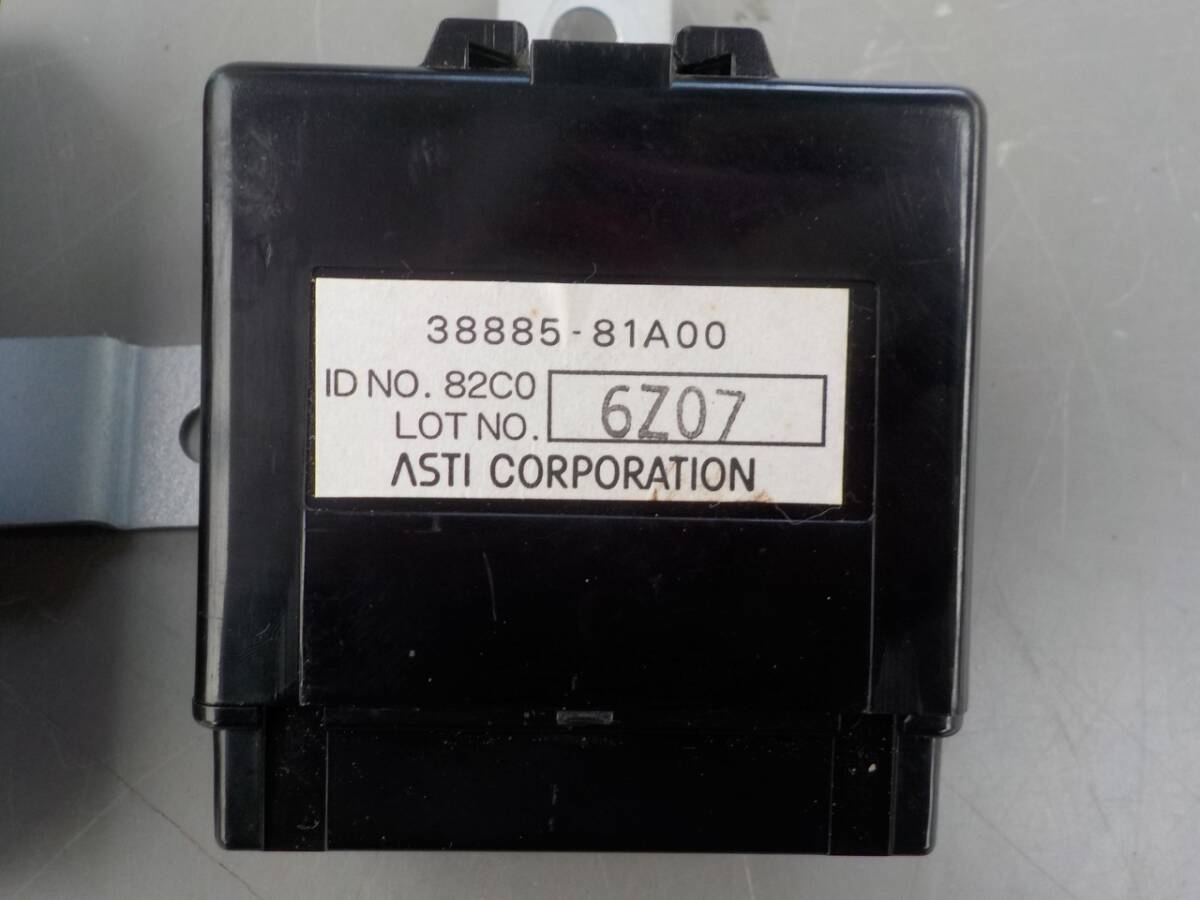 38885-81A00
ID NO. 82C0
LOT NO. 6Z07
ASTI CORPORATION